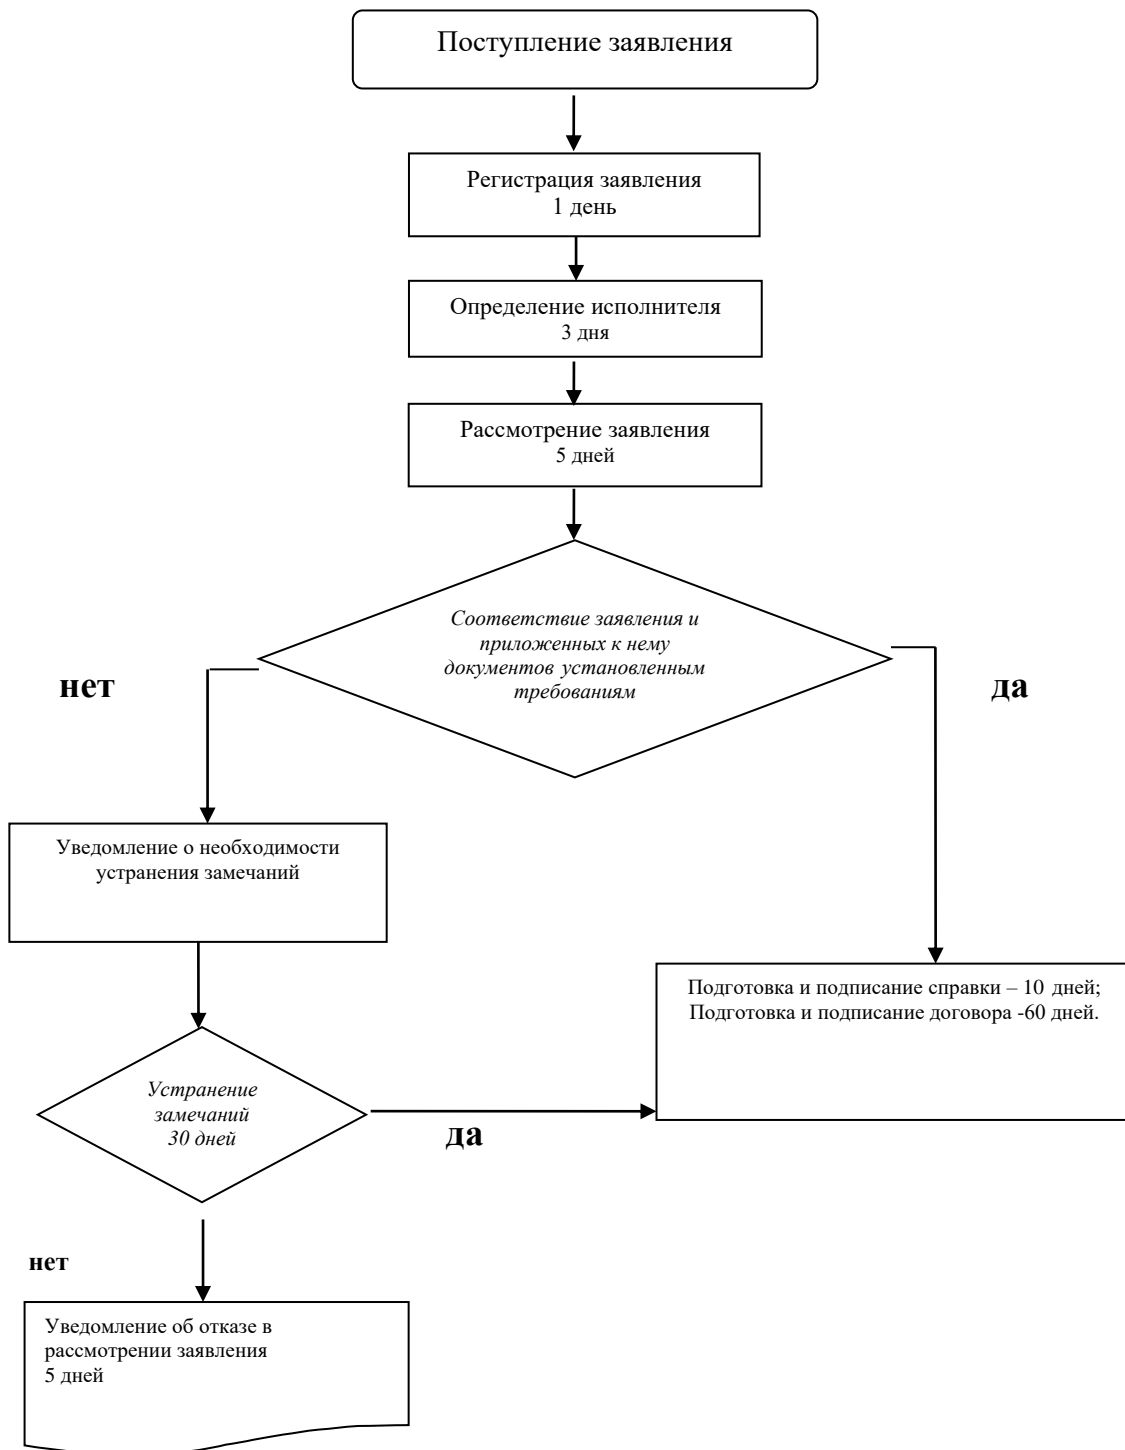 Поступление заявления
Регистрация заявления
1 день
Определение исполнителя
3 дня
Рассмотрение заявления
5 дней
Соответствие заявления и
приложенных к нему
документов установленным
требованиям
нет
да
Уведомление о необходимости
устранения замечаний
Подготовка и подписание справки – 10 дней;
Подготовка и подписание договора -60 дней.
Устранение
замечаний
30 дней
да
нет
Уведомление об отказе в
рассмотрении заявления
5 дней